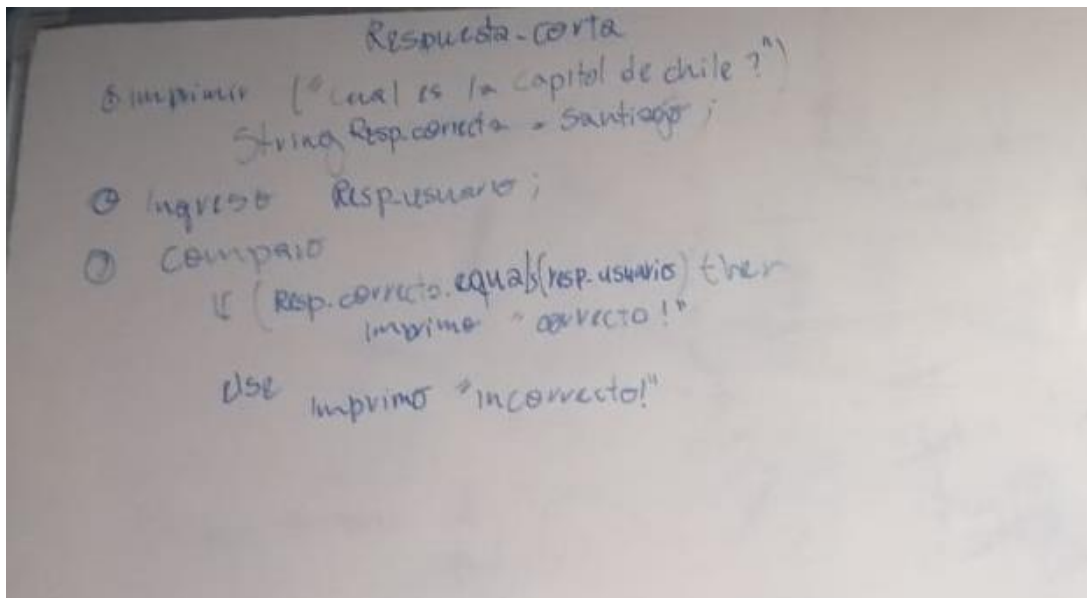 Respuesta-corta
Imprimir ("Cual es la capital de chile?")
String Resp.correcta = Santiago;
Ingreso Resp.usuario;
Comparo
If (Resp.correcto.equals(resp.usuario) then
Imprimo "correcto!"
else
Imprimo "incorrecto!"